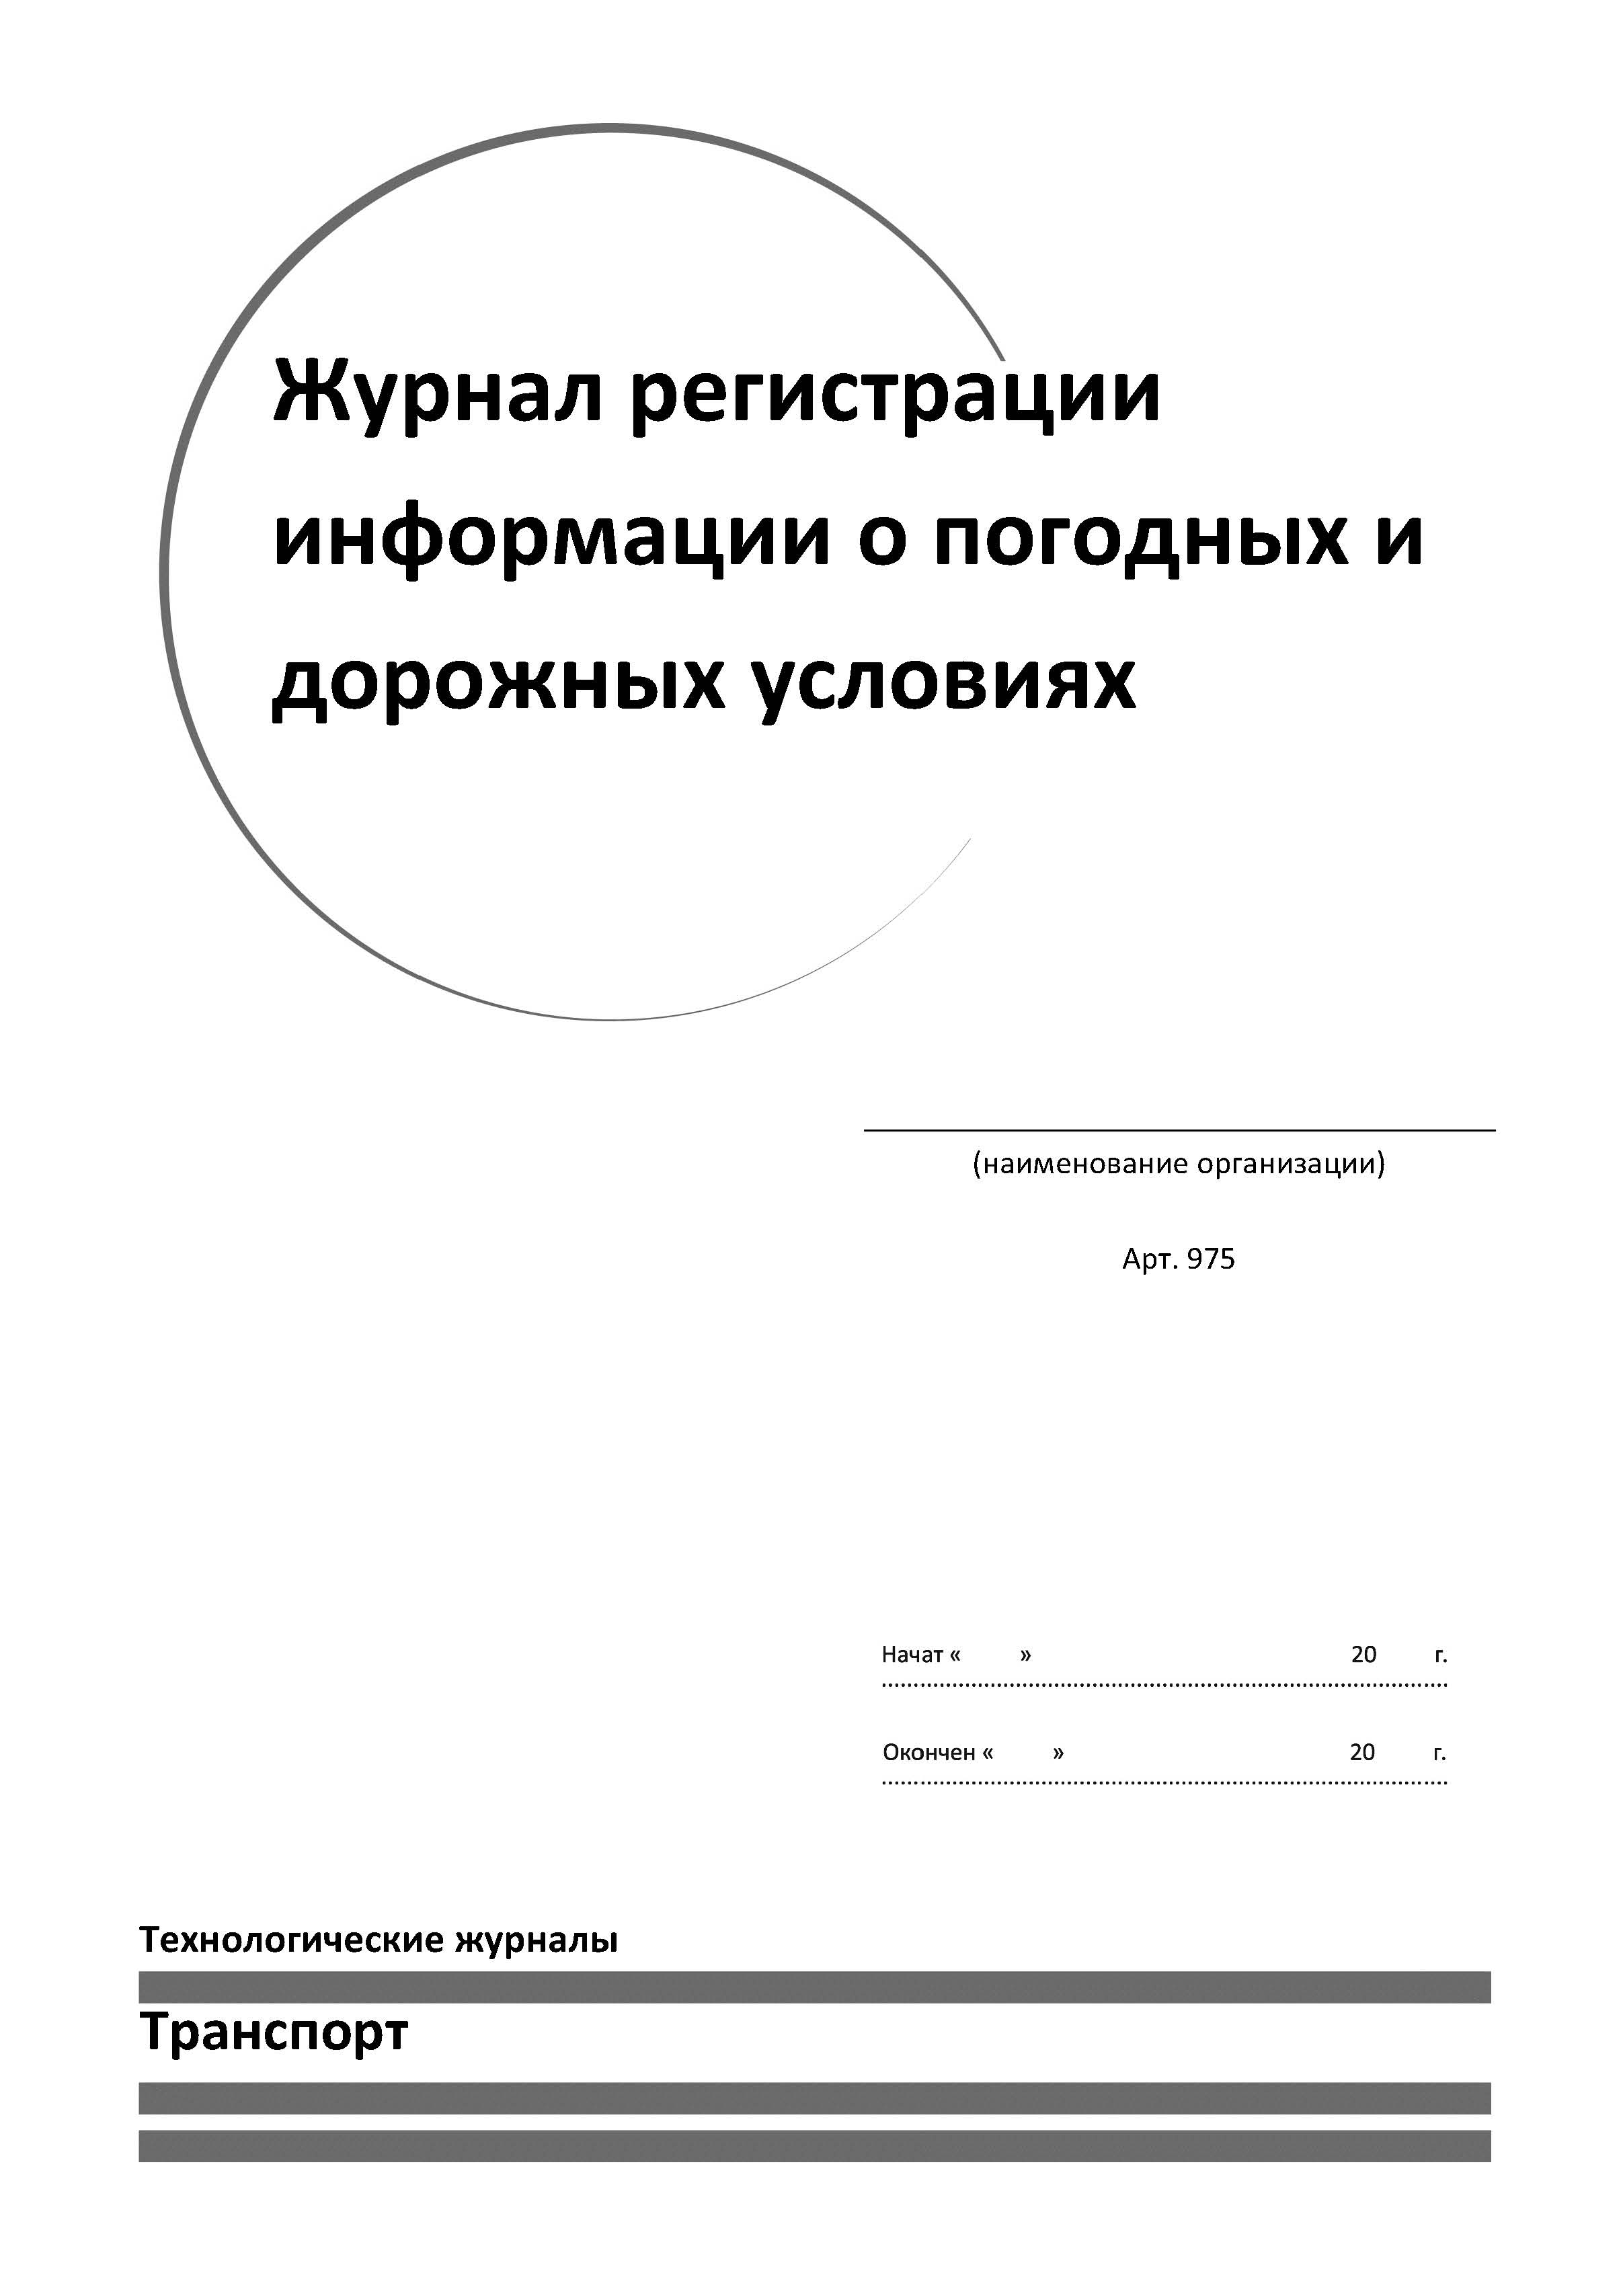 Журнал регистрации
информации о погодных и
дорожных условиях
(наименование организации)
Арт. 975
Начат « » 20 г.
Окончен « » 20 г.
Технологические журналы
Транспорт